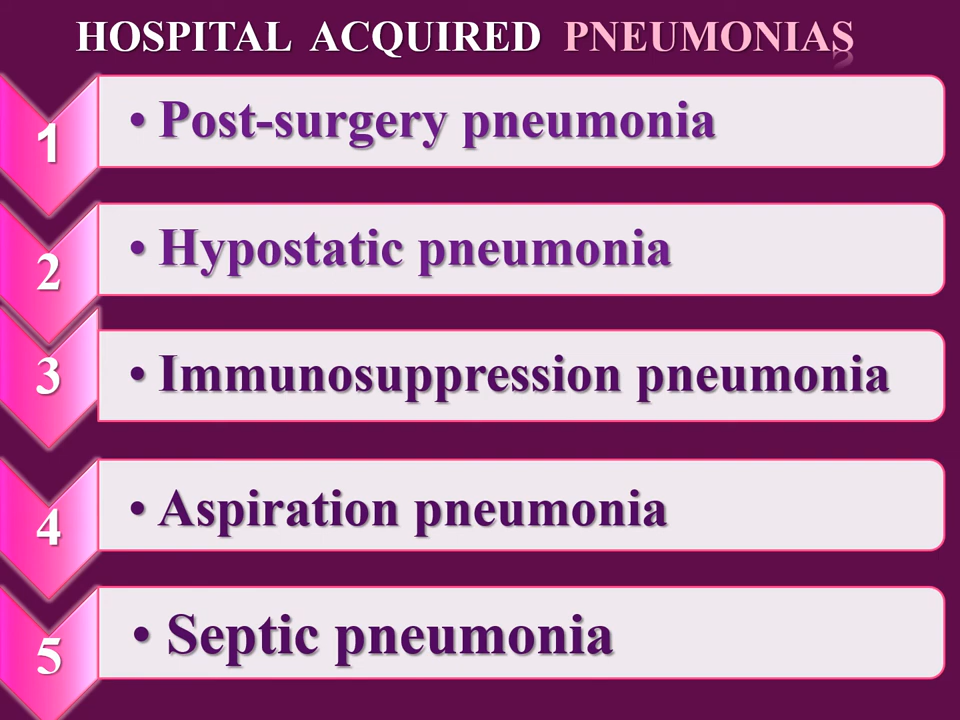 HOSPITAL ACQUIRED PNEUMONIAS
1
• Post-surgery pneumonia
2
• Hypostatic pneumonia
3
• Immunosuppression pneumonia
4
• Aspiration pneumonia
5
• Septic pneumonia